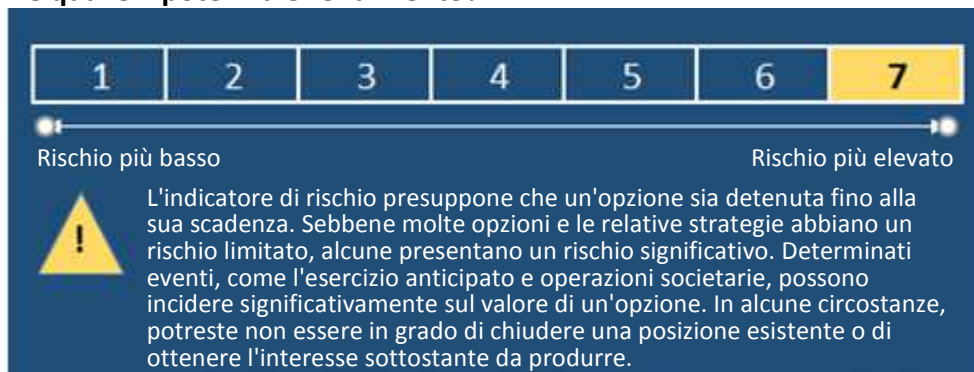 1 2 3 4 5 6 7
Rischio più basso Rischio più elevato
L'indicatore di rischio presuppone che un'opzione sia detenuta fino alla
sua scadenza. Sebbene molte opzioni e le relative strategie abbiano un
rischio limitato, alcune presentano un rischio significativo. Determinati
eventi, come l'esercizio anticipato e operazioni societarie, possono
incidere significativamente sul valore di un'opzione. In alcune circostanze,
potreste non essere in grado di chiudere una posizione esistente o di
ottenere l'interesse sottostante da produrre.